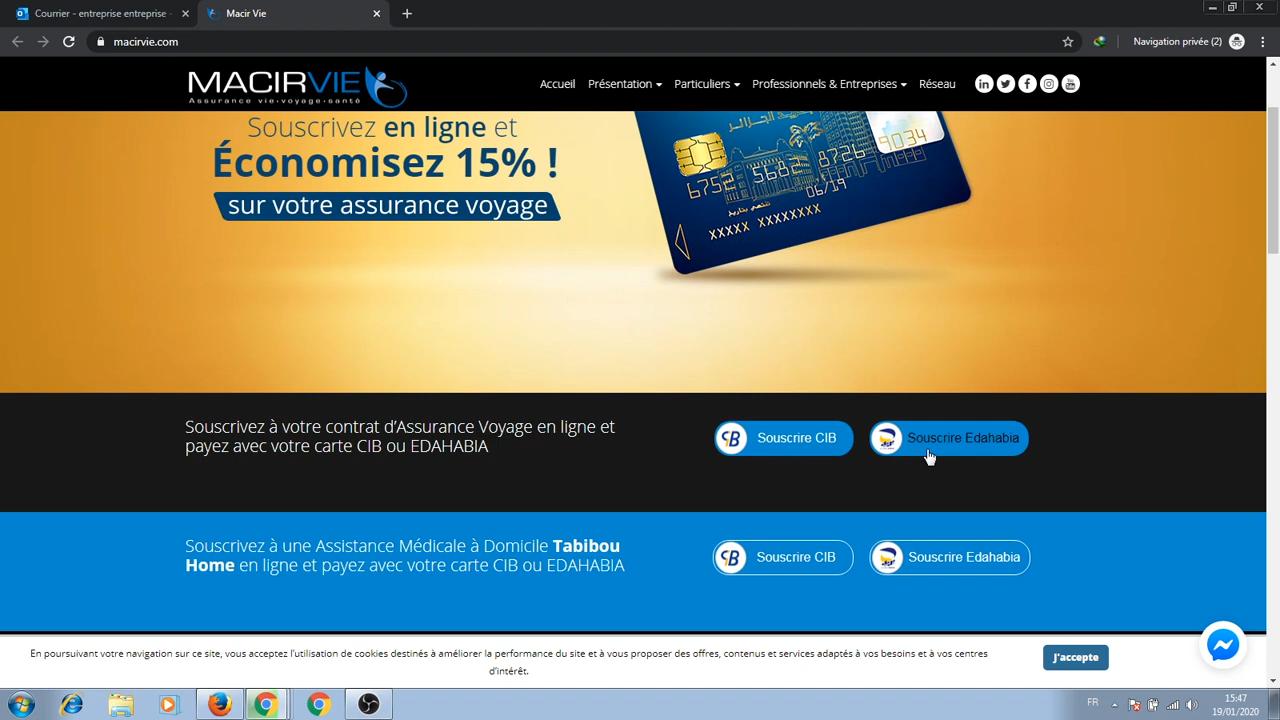 Courrier - entreprise entreprise -
Macir Vie
macirvie.com
Navigation privée (2)
MACIRVIE
Assurance vie•voyage•santé
Accueil
Présentation
Particuliers
Professionnels & Entreprises
Réseau
Souscrivez en ligne et
Économisez 15% !
sur votre assurance voyage
9034
6752 5682 8726
06/19
تنتهي بتاريخ
XXXXX XXXXXXXX
Souscrivez à votre contrat d'Assurance Voyage en ligne et
payez avec votre carte CIB ou EDAHABIA
Souscrire CIB
Souscrire Edahabia
Souscrivez à une Assistance Médicale à Domicile Tabibou
Home en ligne et payez avec votre carte CIB ou EDAHABIA
Souscrire CIB
Souscrire Edahabia
En poursuivant votre navigation sur ce site, vous acceptez l'utilisation de cookies destinés à améliorer la performance du site et à vous proposer des offres, contenus et services adaptés à vos besoins et à vos centres
d'intérêt.
J'accepte
FR
15:47
19/01/2020